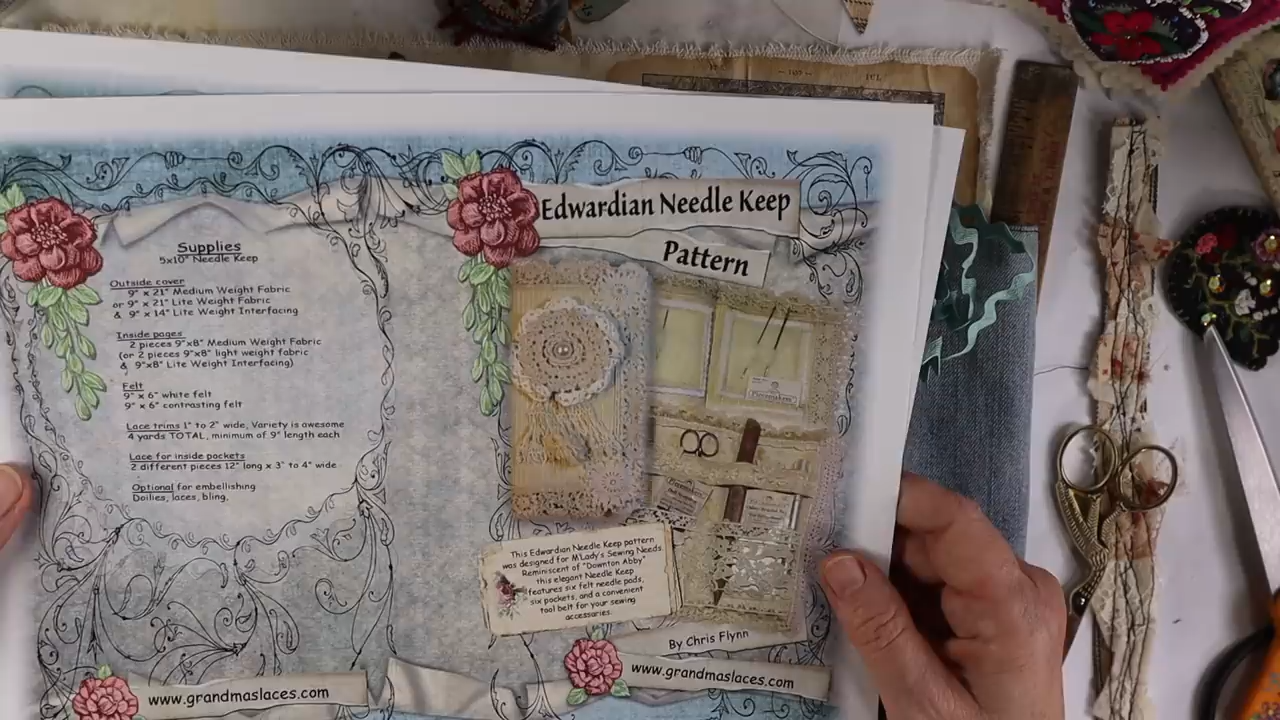 Supplies
5x10" Needle Keep
Outside cover
9" x 21" Medium Weight Fabric
or 9" x 21" Lite Weight Fabric
& 9" x 14" Lite Weight Interfacing
Inside pages
2 pieces 9"x8" Medium Weight Fabric
(or 2 pieces 9"x8" light weight fabric
& 9"x8" Lite Weight Interfacing)
Felt
9" x 6" white felt
9" x 6" contrasting felt
Lace trims 1" to 2" wide, Variety is awesome
4 yards TOTAL, minimum of 9" length each
Lace for inside pockets
2 different pieces 12" long x 3" to 4" wide
Optional for embellishing
Doilies, laces, bling.
www.grandmaslaces.com
Edwardian Needle Keep
Pattern
This Edwardian Needle Keep pattern
was designed for M'Lady's Sewing Needs.
Reminiscent of "Downton Abby"
this elegant Needle Keep
features six felt needle pads,
six pockets, and a convenient
tool belt for your sewing
accessories.
By Chris Flynn
www.grandmaslaces.com